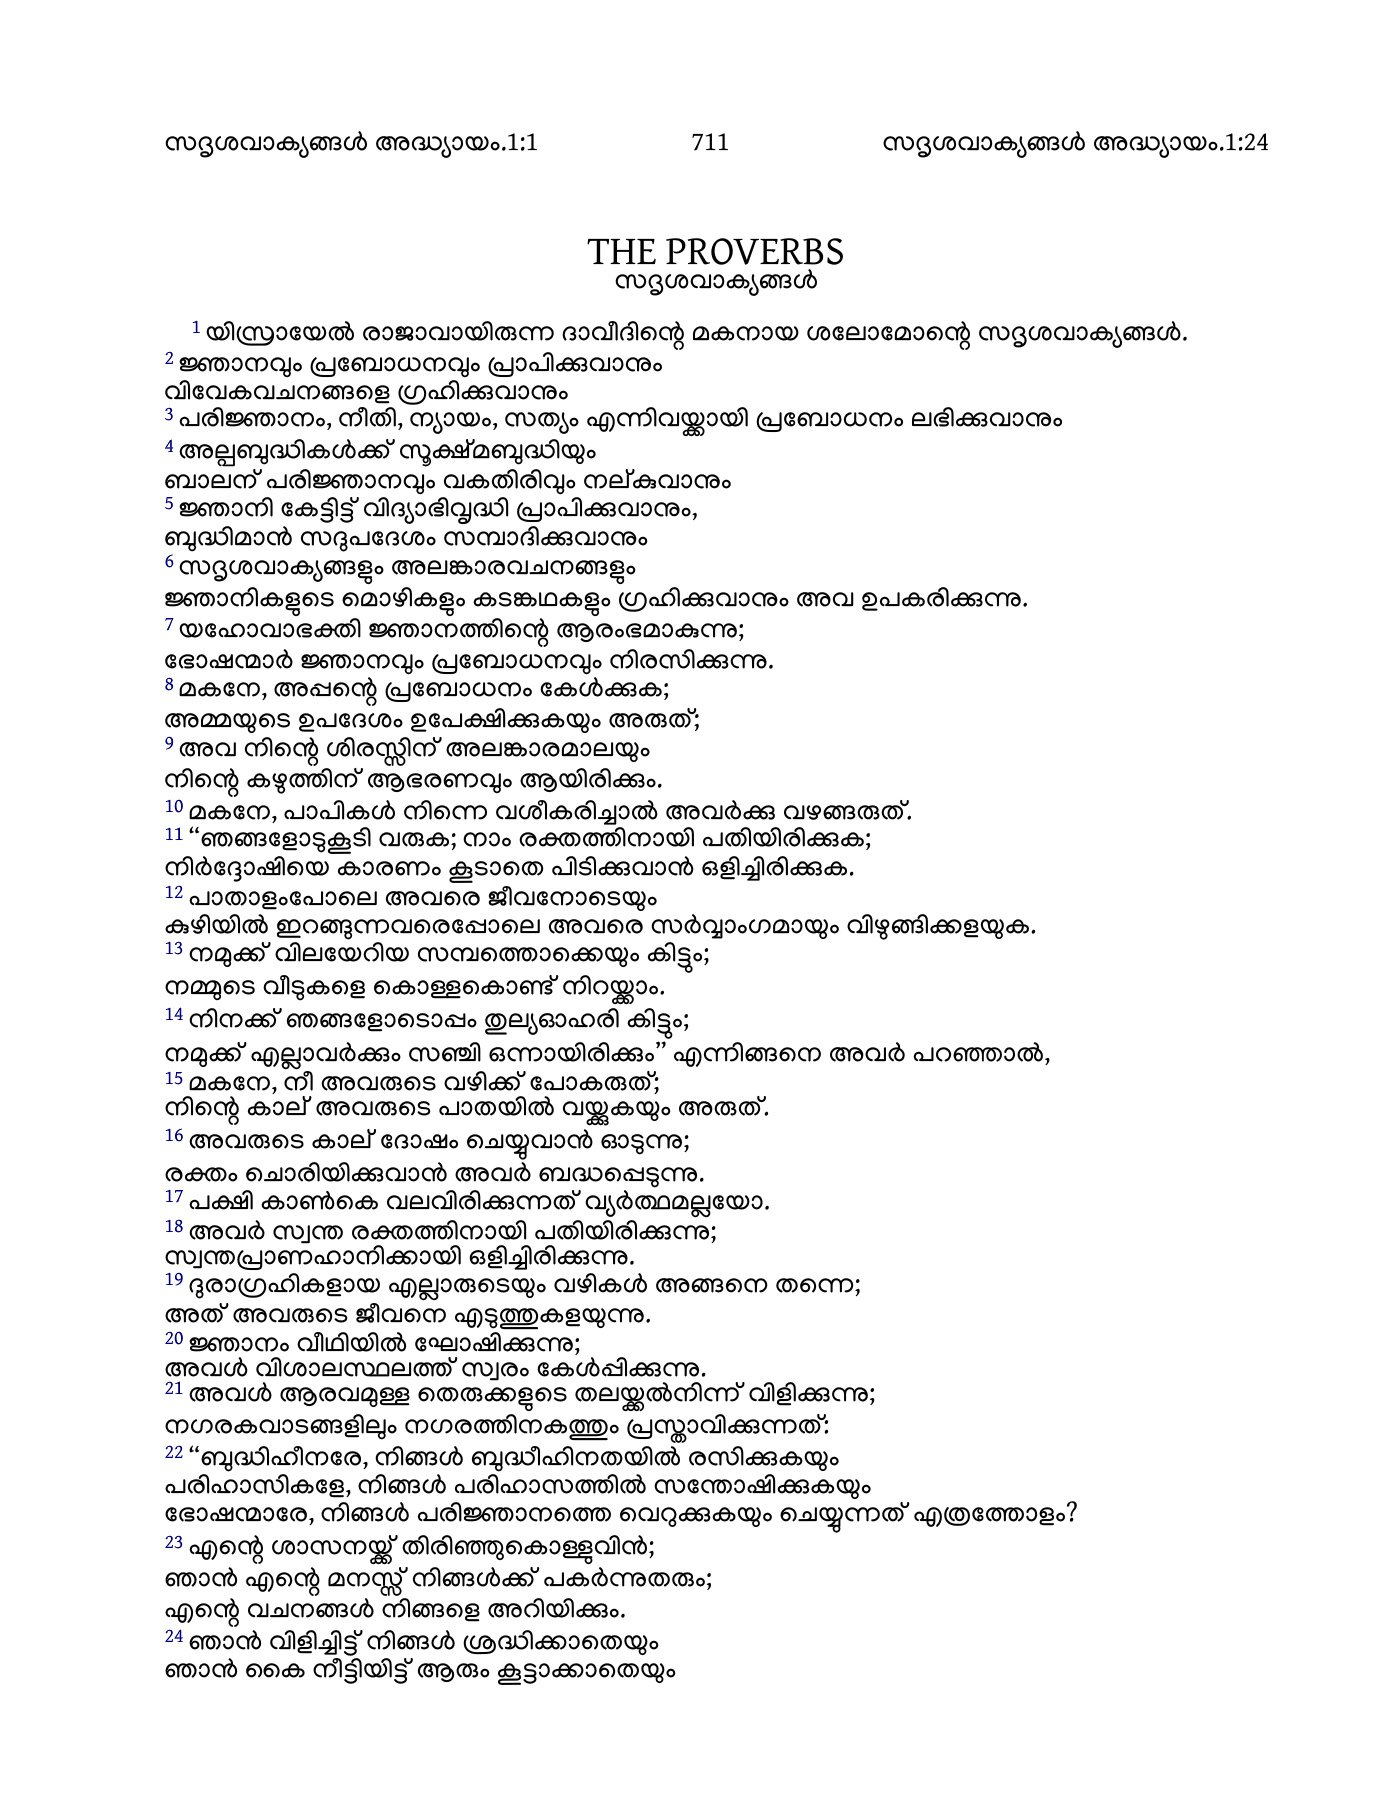 സദൃശവാക്യങ്ങൾ അദ്ധ്യായം.1:1 711 സദൃശവാക്യങ്ങൾ അദ്ധ്യായം.1:24
THE PROVERBS
സദൃശവാക്യങ്ങൾ
1 യിസ്രായേൽ രാജാവായിരുന്ന ദാവീദിന്റെ മകനായ ശലോമോന്റെ സദൃശവാക്യങ്ങൾ.
2 ജ്ഞാനവും പ്രബോധനവും പ്രാപിക്കുവാനും
വിവേകവചനങ്ങളെ ഗ്രഹിക്കുവാനും
3 പരിജ്ഞാനം, നീതി, ന്യായം, സത്യം എന്നിവയ്ക്കായി പ്രബോധനം ലഭിക്കുവാനും
4 അല്പബുദ്ധികൾക്ക് സൂക്ഷ്മബുദ്ധിയും
ബാലന് പരിജ്ഞാനവും വകതിരിവും നല്കുവാനും
5 ജ്ഞാനി കേട്ടിട്ട് വിദ്യാഭിവൃദ്ധി പ്രാപിക്കുവാനും,
ബുദ്ധിമാൻ സദുപദേശം സമ്പാദിക്കുവാനും
6 സദൃശവാക്യങ്ങളും അലങ്കാരവചനങ്ങളും
ജ്ഞാനികളുടെ മൊഴികളും കടങ്കഥകളും ഗ്രഹിക്കുവാനും അവ ഉപകരിക്കുന്നു.
7 യഹോവാഭക്തി ജ്ഞാനത്തിന്റെ ആരംഭമാകുന്നു;
ഭോഷന്മാർ ജ്ഞാനവും പ്രബോധനവും നിരസിക്കുന്നു.
8 മകനേ, അപ്പന്റെ പ്രബോധനം കേൾക്കുക;
അമ്മയുടെ ഉപദേശം ഉപേക്ഷിക്കുകയും അരുത്;
9 അവ നിന്റെ ശിരസ്സിന് അലങ്കാരമാലയും
നിന്റെ കഴുത്തിന് ആഭരണവും ആയിരിക്കും.
10 മകനേ, പാപികൾ നിന്നെ വശീകരിച്ചാൽ അവർക്കു വഴങ്ങരുത്.
11 “ഞങ്ങളോടുകൂടി വരുക; നാം രക്തത്തിനായി പതിയിരിക്കുക;
നിർദ്ദോഷിയെ കാരണം കൂടാതെ പിടിക്കുവാൻ ഒളിച്ചിരിക്കുക.
12 പാതാളംപോലെ അവരെ ജീവനോടെയും
കുഴിയിൽ ഇറങ്ങുന്നവരെപ്പോലെ അവരെ സർവ്വാംഗമായും വിഴുങ്ങിക്കളയുക.
13 നമുക്ക് വിലയേറിയ സമ്പത്തൊക്കെയും കിട്ടും;
നമ്മുടെ വീടുകളെ കൊള്ളകൊണ്ട് നിറയ്ക്കാം.
14 നിനക്ക് ഞങ്ങളോടൊപ്പം തുല്യഓഹരി കിട്ടും;
നമുക്ക് എല്ലാവർക്കും സഞ്ചി ഒന്നായിരിക്കും” എന്നിങ്ങനെ അവർ പറഞ്ഞാൽ,
15 മകനേ, നീ അവരുടെ വഴിക്ക് പോകരുത്;
നിന്റെ കാല് അവരുടെ പാതയിൽ വയ്ക്കുകയും അരുത്.
16 അവരുടെ കാല് ദോഷം ചെയ്യുവാൻ ഓടുന്നു;
രക്തം ചൊരിയിക്കുവാൻ അവർ ബദ്ധപ്പെടുന്നു.
17 പക്ഷി കാൺകെ വലവിരിക്കുന്നത് വ്യർത്ഥമല്ലയോ.
18 അവർ സ്വന്ത രക്തത്തിനായി പതിയിരിക്കുന്നു;
സ്വന്തപ്രാണഹാനിക്കായി ഒളിച്ചിരിക്കുന്നു.
19 ദുരാഗ്രഹികളായ എല്ലാരുടെയും വഴികൾ അങ്ങനെ തന്നെ;
അത് അവരുടെ ജീവനെ എടുത്തുകളയുന്നു.
20 ജ്ഞാനം വീഥിയിൽ ഘോഷിക്കുന്നു;
അവൾ വിശാലസ്ഥലത്ത് സ്വരം കേൾപ്പിക്കുന്നു.
21 അവൾ ആരവമുള്ള തെരുക്കളുടെ തലയ്ക്കൽനിന്ന് വിളിക്കുന്നു;
നഗരകവാടങ്ങളിലും നഗരത്തിനകത്തും പ്രസ്താവിക്കുന്നത്:
22 “ബുദ്ധിഹീനരേ, നിങ്ങൾ ബുദ്ധീഹിനതയിൽ രസിക്കുകയും
പരിഹാസികളേ, നിങ്ങൾ പരിഹാസത്തിൽ സന്തോഷിക്കുകയും
ഭോഷന്മാരേ, നിങ്ങൾ പരിജ്ഞാനത്തെ വെറുക്കുകയും ചെയ്യുന്നത് എത്രത്തോളം?
23 എന്റെ ശാസനയ്ക്ക് തിരിഞ്ഞുകൊള്ളുവിൻ;
ഞാൻ എന്റെ മനസ്സ് നിങ്ങൾക്ക് പകർന്നുതരും;
എന്റെ വചനങ്ങൾ നിങ്ങളെ അറിയിക്കും.
24 ഞാൻ വിളിച്ചിട്ട് നിങ്ങൾ ശ്രദ്ധിക്കാതെയും
ഞാൻ കൈ നീട്ടിയിട്ട് ആരും കൂട്ടാക്കാതെയും